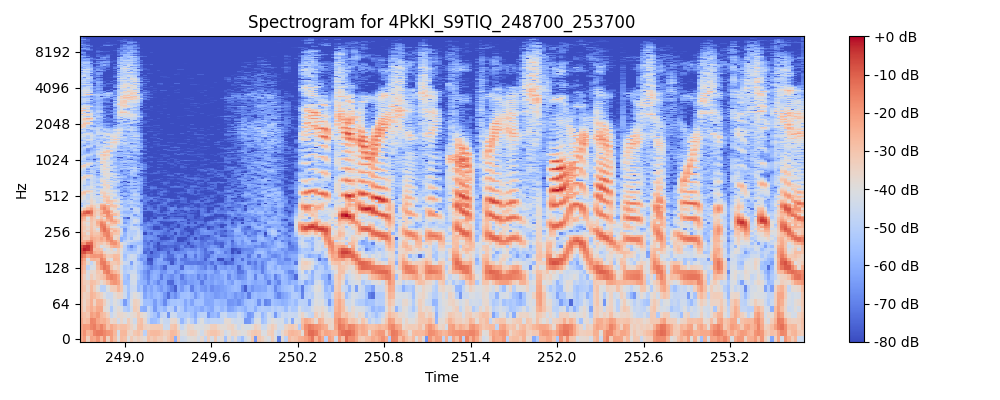 Spectrogram for 4PkKI_S9TIQ_248700_253700
Hz
8192
4096
2048
1024
512
256
128
64
0
249.0 249.6 250.2 250.8 251.4 252.0 252.6 253.2
Time
+0 dB
-10 dB
-20 dB
-30 dB
-40 dB
-50 dB
-60 dB
-70 dB
-80 dB